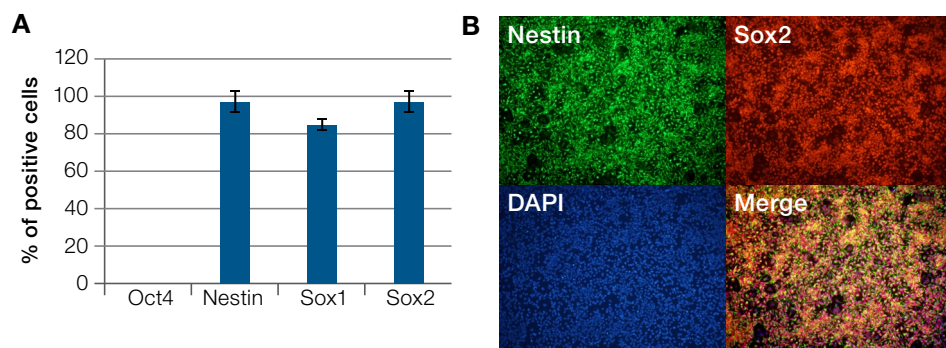 A
% of positive cells
120
100
80
60
40
20
0
Oct4 Nestin Sox1 Sox2
B
Nestin Sox2
DAPI Merge